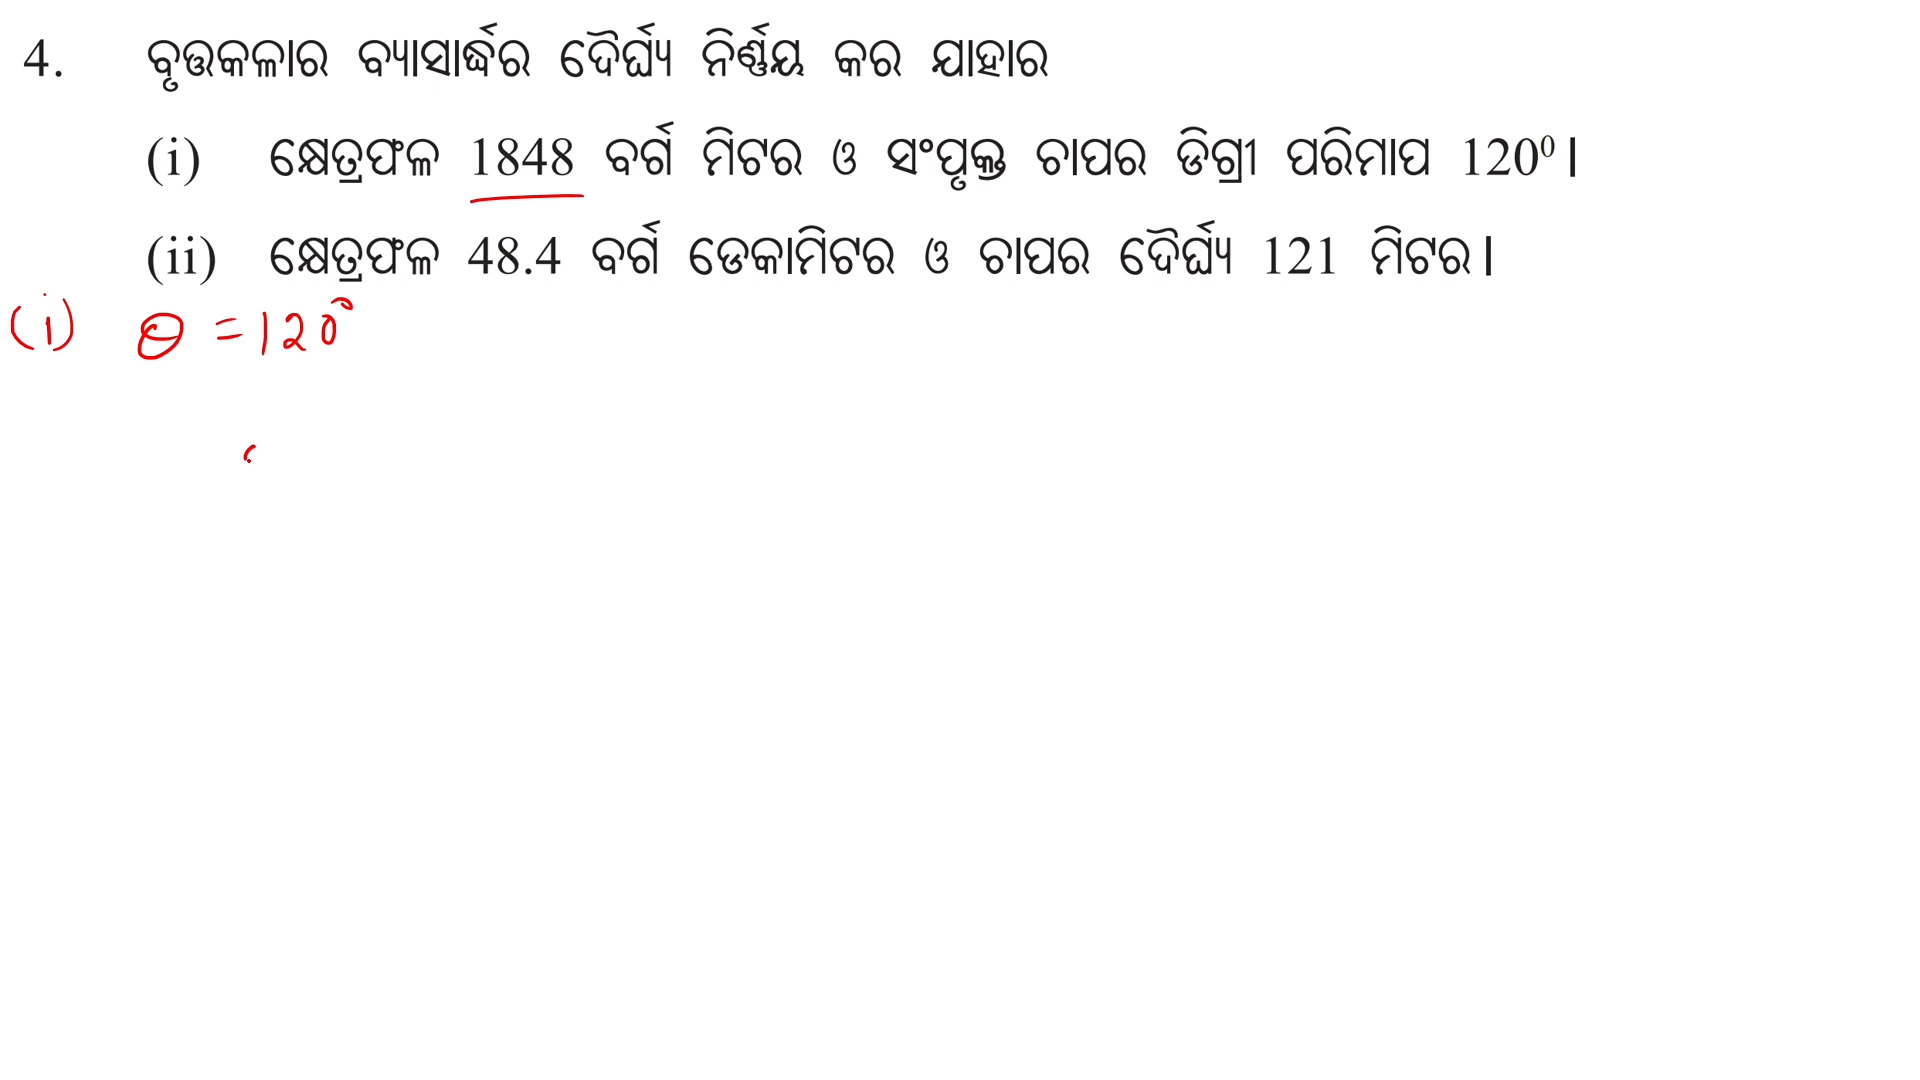 4. ବୃତ୍ତକଳାର ବ୍ୟାସାର୍ଦ୍ଧର ଦୈର୍ଘ୍ୟ ନିର୍ଣ୍ଣୟ କର ଯାହାର
(i) କ୍ଷେତ୍ରଫଳ 1848 ବର୍ଗ ମିଟର ଓ ସଂପୃକ୍ତ ଚାପର ଡିଗ୍ରୀ ପରିମାପ 120⁰।
(ii) କ୍ଷେତ୍ରଫଳ 48.4 ବର୍ଗ ଡେକାମିଟର ଓ ଚାପର ଦୈର୍ଘ୍ୟ 121 ମିଟର।
(i) θ = 120°